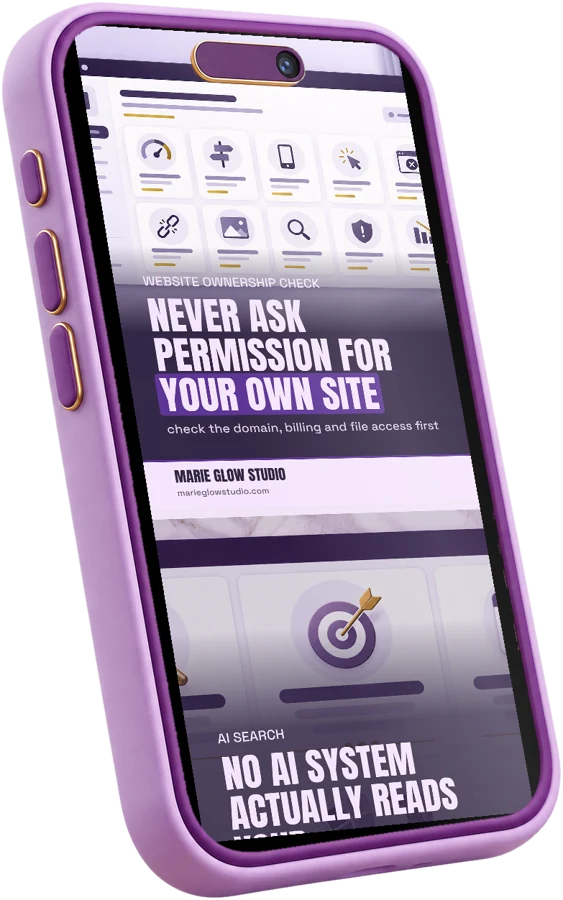 WEBSITE OWNERSHIP CHECK
NEVER ASK
PERMISSION FOR
YOUR OWN SITE
check the domain, billing and file access first
MARIE GLOW STUDIO
marieglowstudio.com
AI SEARCH
NO AI SYSTEM
ACTUALLY READS